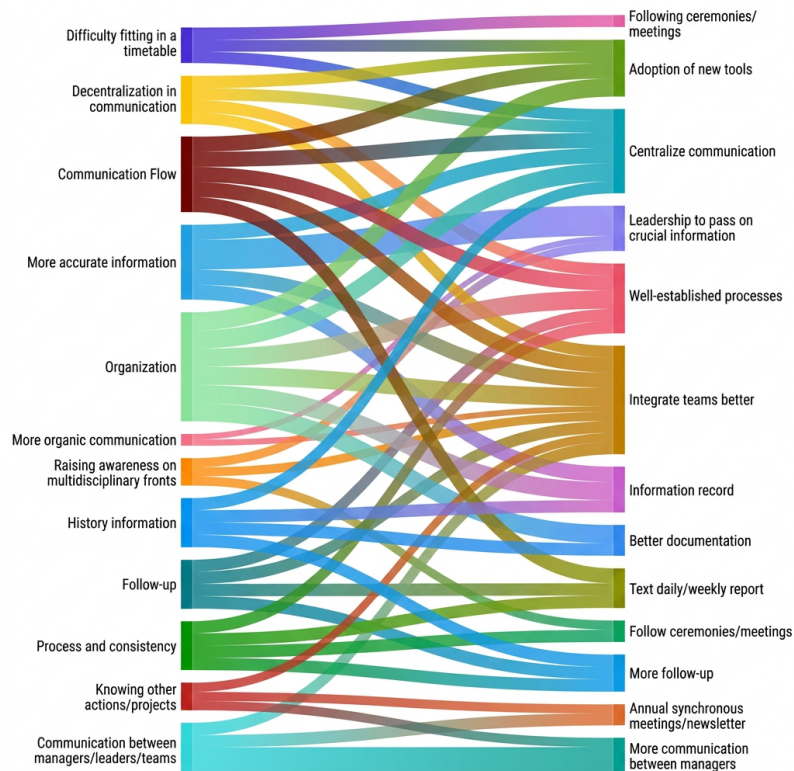 Difficulty fitting in a
timetable
Decentralization in
communication
Communication Flow
More accurate information
Organization
More organic communication
Raising awareness on
multidisciplinary fronts
History information
Follow-up
Process and consistency
Knowing other
actions/projects
Communication between
managers/leaders/teams
Following ceremonies/
meetings
Adoption of new tools
Centralize communication
Leadership to pass on
crucial information
Well-established processes
Integrate teams better
Information record
Better documentation
Text daily/weekly report
Follow ceremonies/meetings
More follow-up
Annual synchronous
meetings/newsletter
More communication
between managers